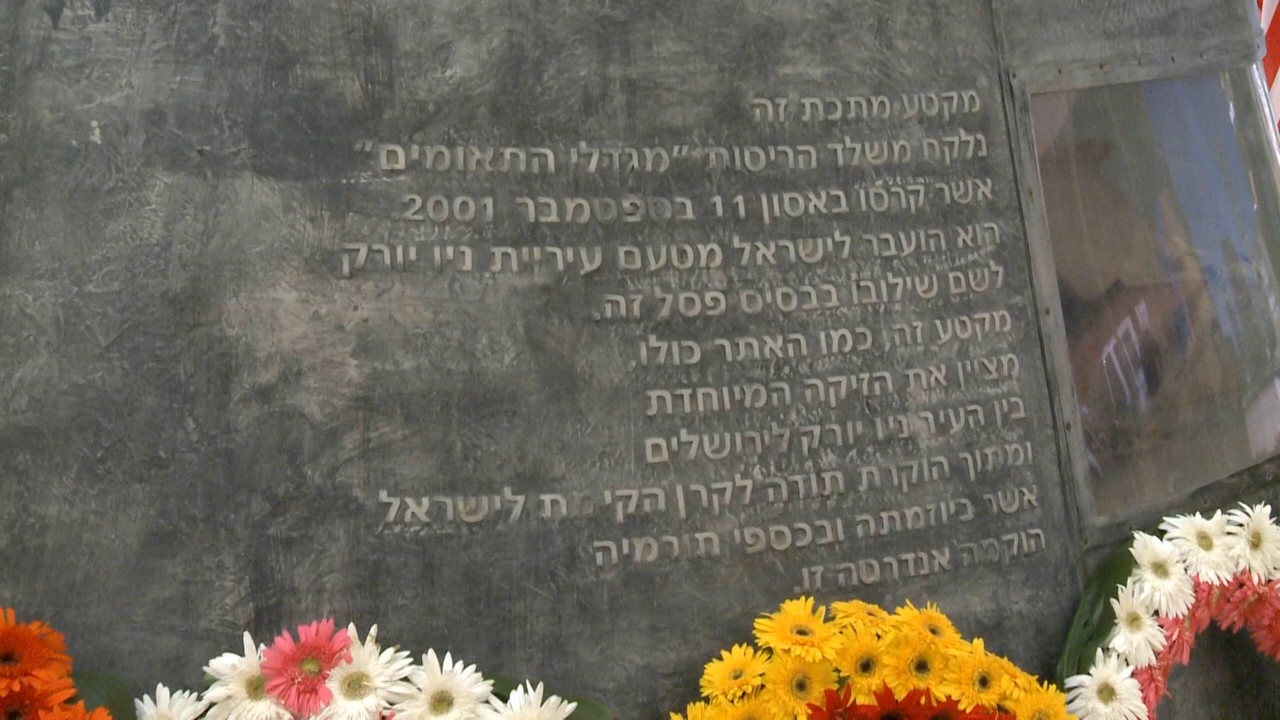 מקטע מתכת זה
נלקח משלד הריסות "מגדלי התאומים"
אשר קרסו באסון 11 בספטמבר 2001.
הוא הועבר לישראל מטעם עיריית ניו יורק
לשם שילובו בבסיס פסל זה.
מקטע זה, כמו האתר כולו,
מציין את הזיקה המיוחדת
בין העיר ניו יורק לירושלים
ומתוך הוקרת תודה לקרן הקימת לישראל
אשר ביוזמתה ובכספי תורמיה
הוקמה אנדרטה זו.